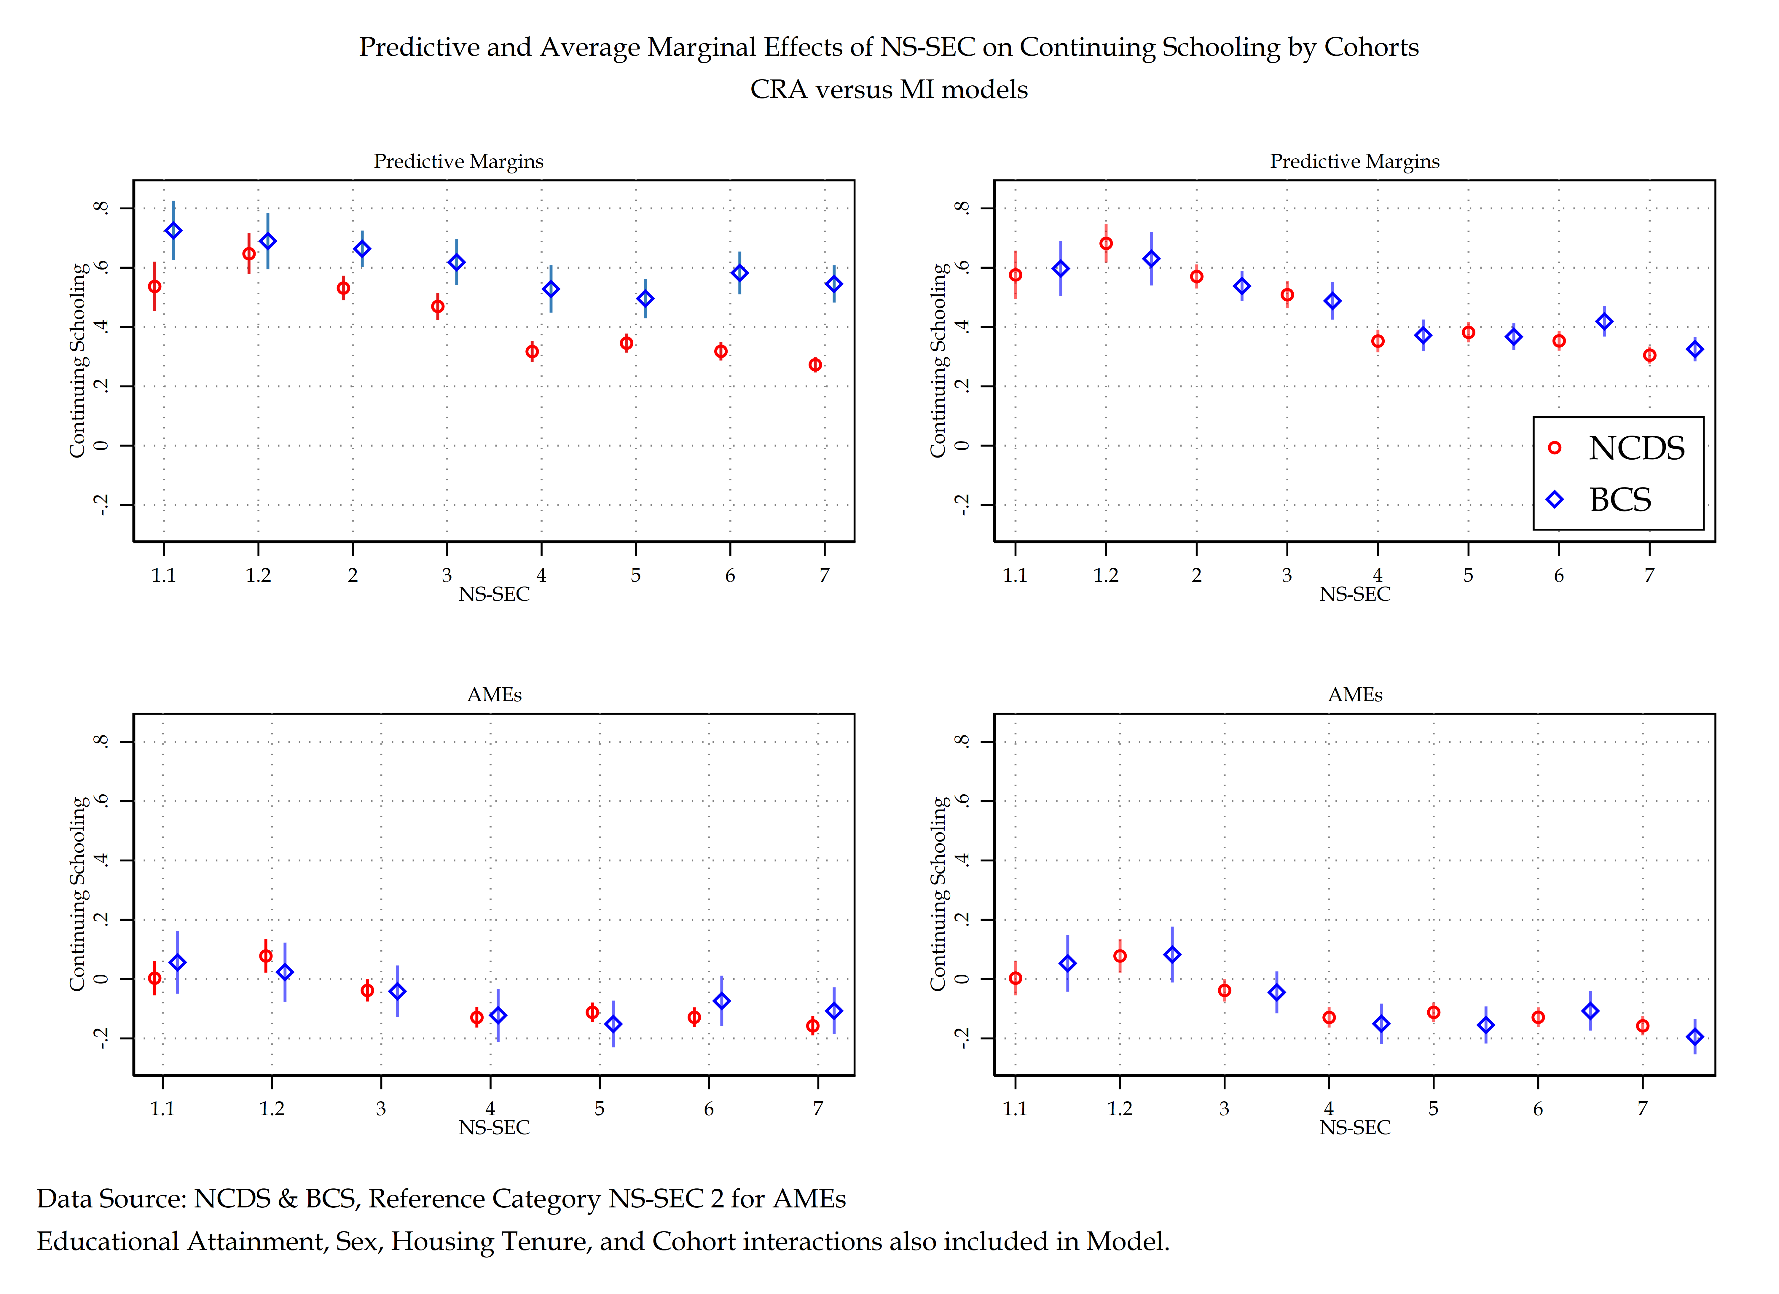 Predictive and Average Marginal Effects of NS-SEC on Continuing Schooling by Cohorts
CRA versus MI models
Predictive Margins
Continuing Schooling
.8
.6
.4
.2
0
-.2
1.1 1.2 2 3 4 5 6 7
NS-SEC
Predictive Margins
Continuing Schooling
.8
.6
.4
.2
0
-.2
NCDS
BCS
1.1 1.2 2 3 4 5 6 7
NS-SEC
AMEs
Continuing Schooling
.8
.6
.4
.2
0
-.2
1.1 1.2 3 4 5 6 7
NS-SEC
AMEs
Continuing Schooling
.8
.6
.4
.2
0
-.2
1.1 1.2 3 4 5 6 7
NS-SEC
Data Source: NCDS & BCS, Reference Category NS-SEC 2 for AMEs
Educational Attainment, Sex, Housing Tenure, and Cohort interactions also included in Model.